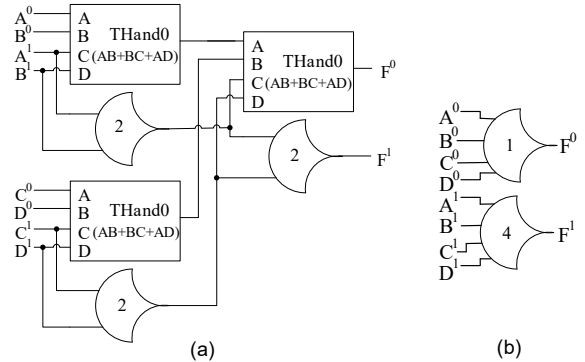 A⁰ A
B⁰ B THand0
A¹ C (AB+BC+AD)
B¹ D
2
A
B THand0
C (AB+BC+AD)
D
F⁰
2
F¹
C⁰ A
D⁰ B THand0
C¹ C (AB+BC+AD)
D¹ D
2
(a)
A⁰
B⁰
C⁰
D⁰
1
F⁰
A¹
B¹
C¹
D¹
4
F¹
(b)